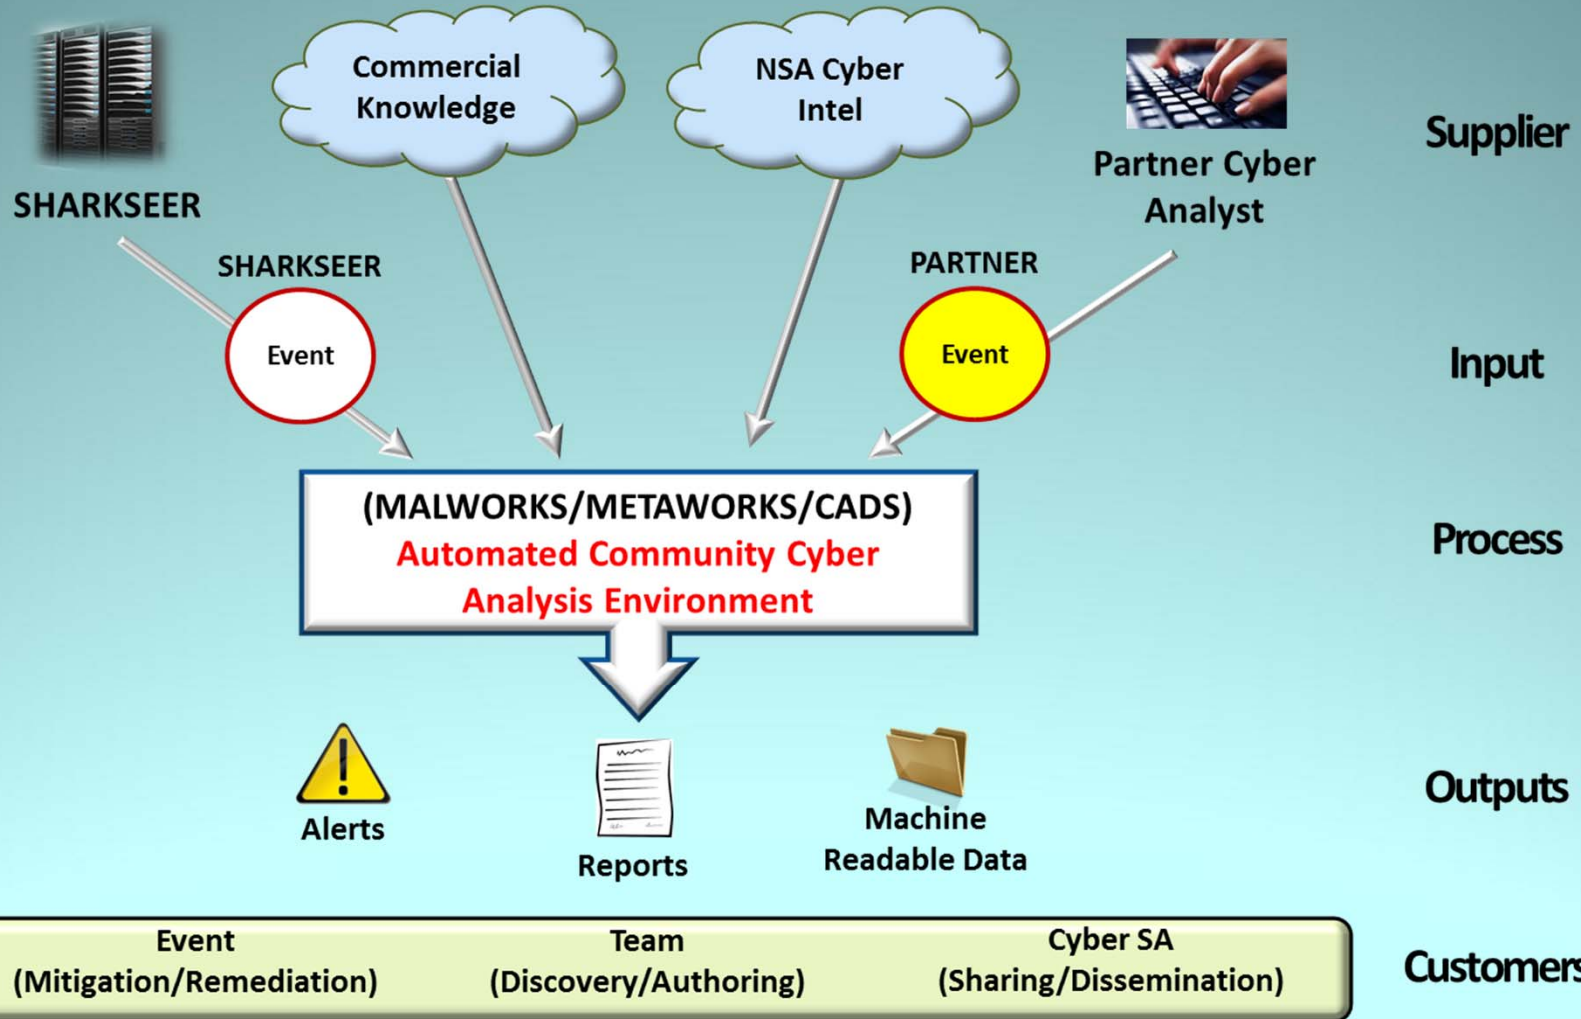 Commercial
Knowledge
NSA Cyber
Intel
Supplier
Partner Cyber
Analyst
SHARKSEER
SHARKSEER
PARTNER
Event
Event
Input
(MALWORKS/METAWORKS/CADS)
Automated Community Cyber
Analysis Environment
Process
Alerts
Reports
Machine
Readable Data
Outputs
Event
(Mitigation/Remediation)
Team
(Discovery/Authoring)
Cyber SA
(Sharing/Dissemination)
Customers